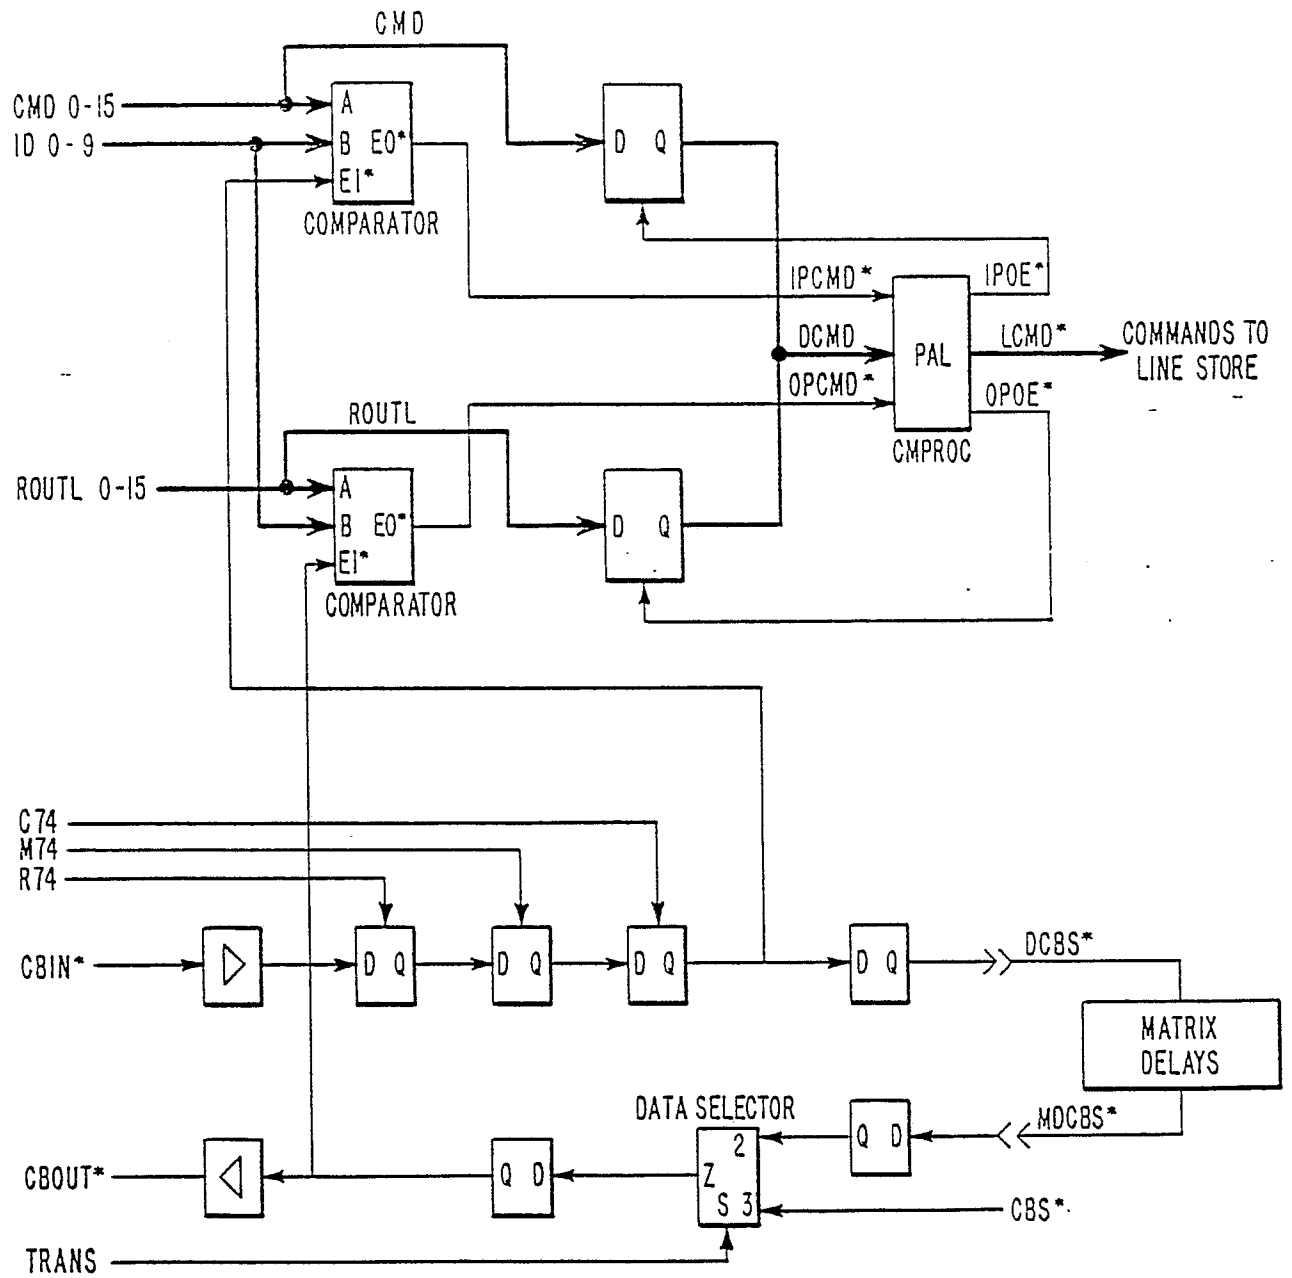 CMD
CMD 0-15
A
ID 0-9
B EO*
D Q
EI*
COMPARATOR
IPCMD*
IPOE*
DCMD
PAL
LCMD*
COMMANDS TO
LINE STORE
OPCMD*
OPOE*
CMPROC
ROUTL
ROUTL 0-15
A
B EO*
D Q
EI*
COMPARATOR
C74
M74
R74
CBIN*
D Q
D Q
D Q
D Q
DCBS*
MATRIX
DELAYS
DATA SELECTOR
MDCBS*
2
Q D
CBOUT*
Q D
Z
S 3
CBS*
TRANS